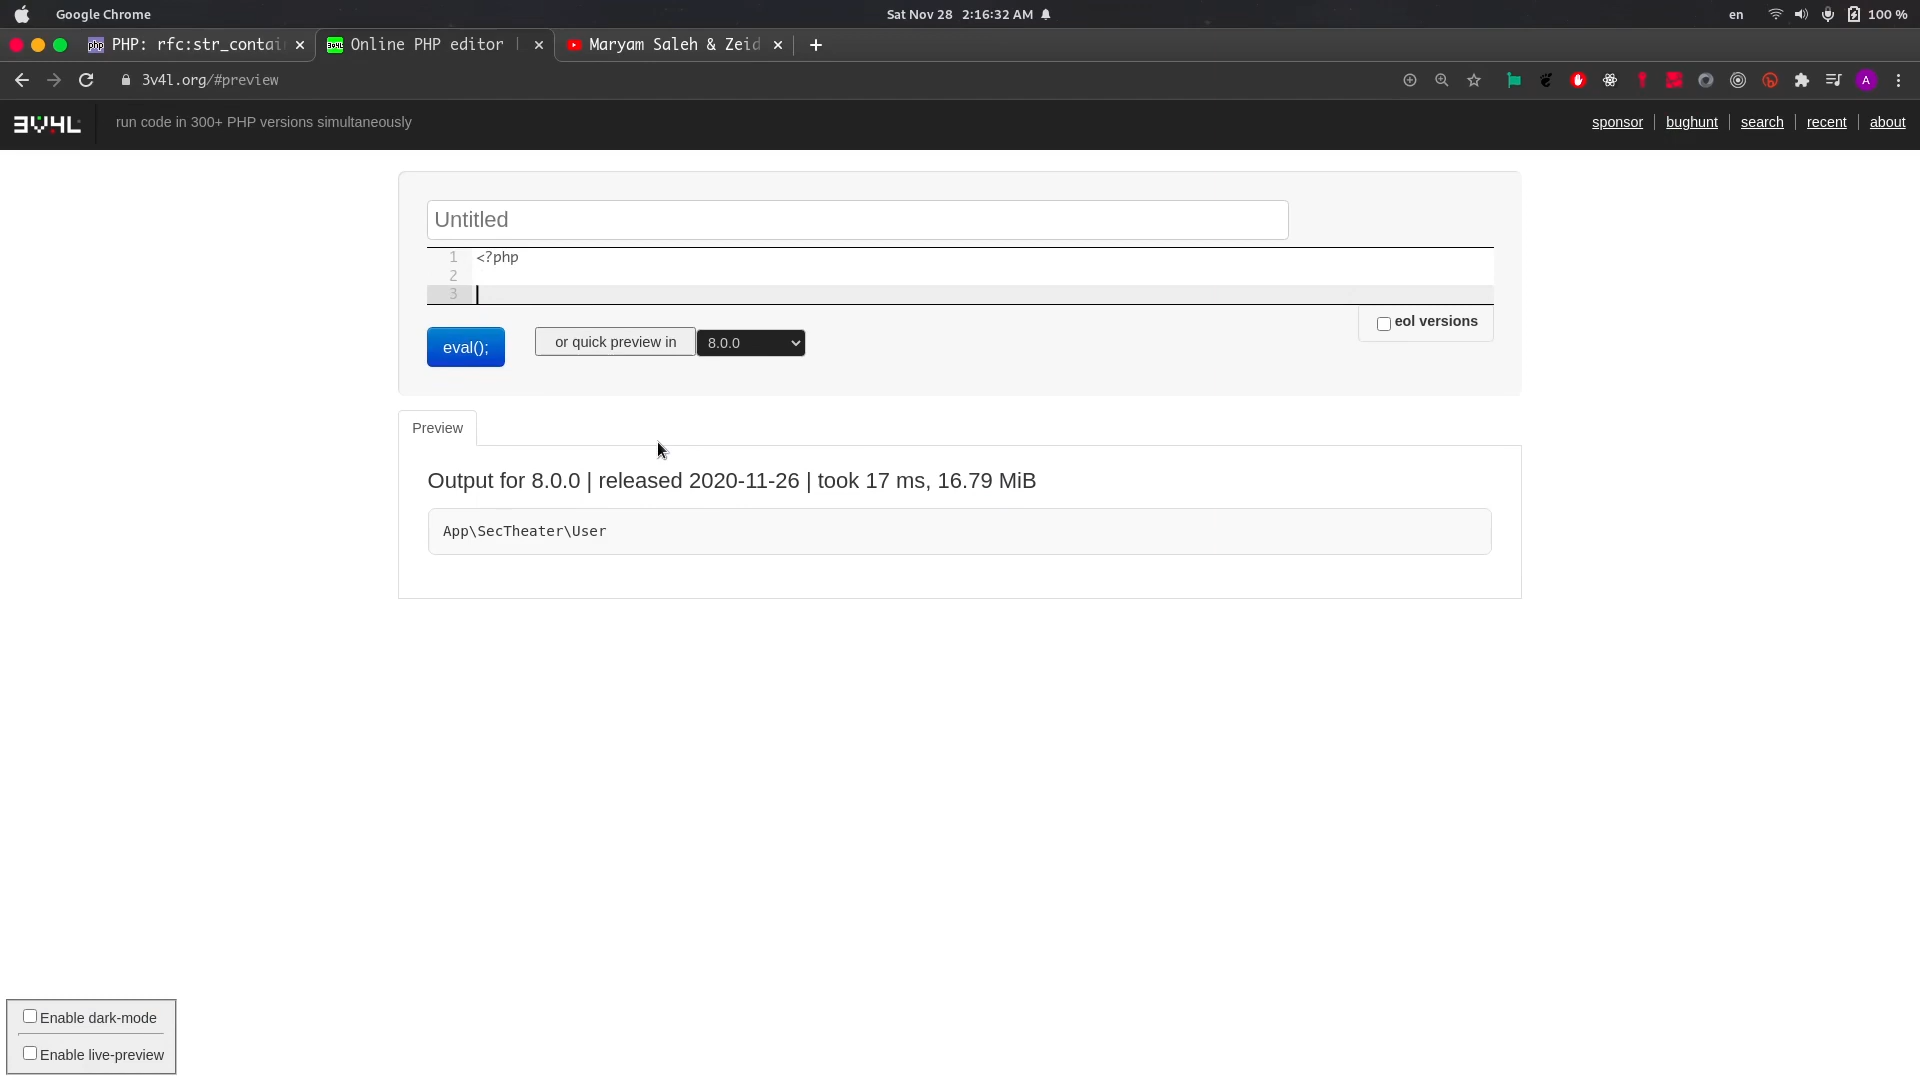 Google Chrome
Sat Nov 28 2:16:32 AM
en
100 %
PHP: rfc:str_contai
Online PHP editor |
Maryam Saleh & Zeid
3v4l.org/#preview
A
3V4L
run code in 300+ PHP versions simultaneously
sponsor
bughunt
search
recent
about
Untitled
1 <?php
2
3
eol versions
eval();
or quick preview in
8.0.0
Preview
Output for 8.0.0 | released 2020-11-26 | took 17 ms, 16.79 MiB
App\SecTheater\User
Enable dark-mode
Enable live-preview